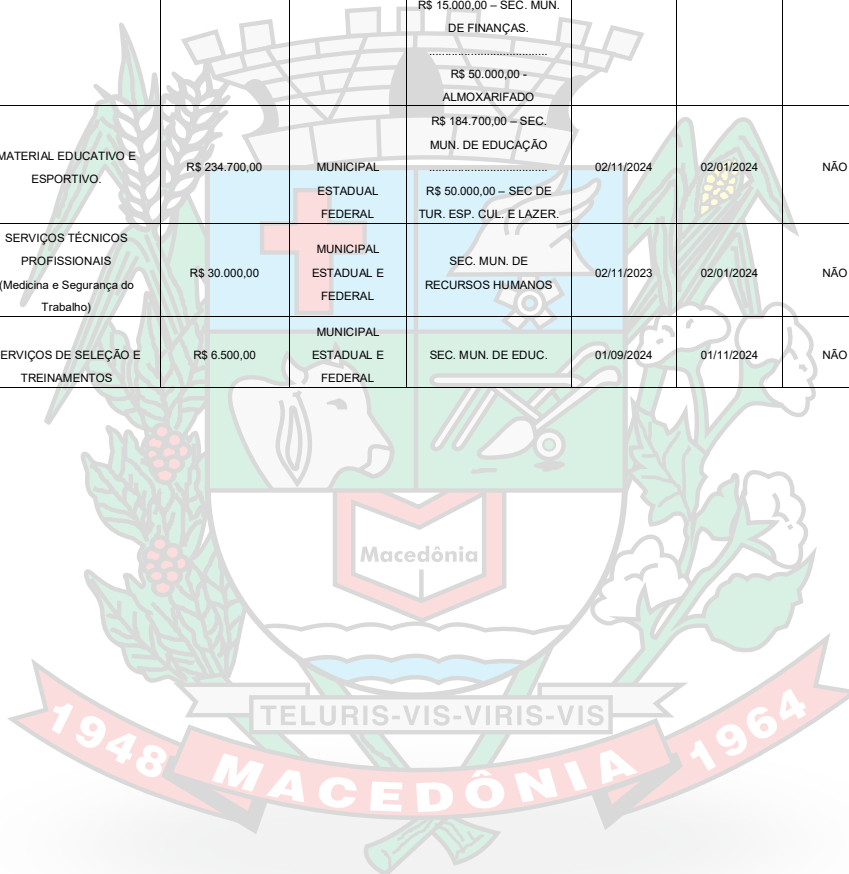 R$ 15.000,00 – SEC. MUN.
DE FINANÇAS.
......................................
R$ 50.000,00 -
ALMOXARIFADO
MATERIAL EDUCATIVO E
ESPORTIVO.
R$ 234.700,00
MUNICIPAL
ESTADUAL
FEDERAL
R$ 184.700,00 – SEC.
MUN. DE EDUCAÇÃO
......................................
R$ 50.000,00 – SEC DE
TUR. ESP. CUL. E LAZER.
02/11/2024
02/01/2024
NÃO
SERVIÇOS TÉCNICOS
PROFISSIONAIS
(Medicina e Segurança do
Trabalho)
R$ 30.000,00
MUNICIPAL
ESTADUAL E
FEDERAL
SEC. MUN. DE
RECURSOS HUMANOS
02/11/2023
02/01/2024
NÃO
ERVIÇOS DE SELEÇÃO E
TREINAMENTOS
R$ 6.500,00
MUNICIPAL
ESTADUAL E
FEDERAL
SEC. MUN. DE EDUC.
01/09/2024
01/11/2024
NÃO
Macedônia
TELURIS-VIS-VIRIS-VIS
1948 MACEDÔNIA 1964